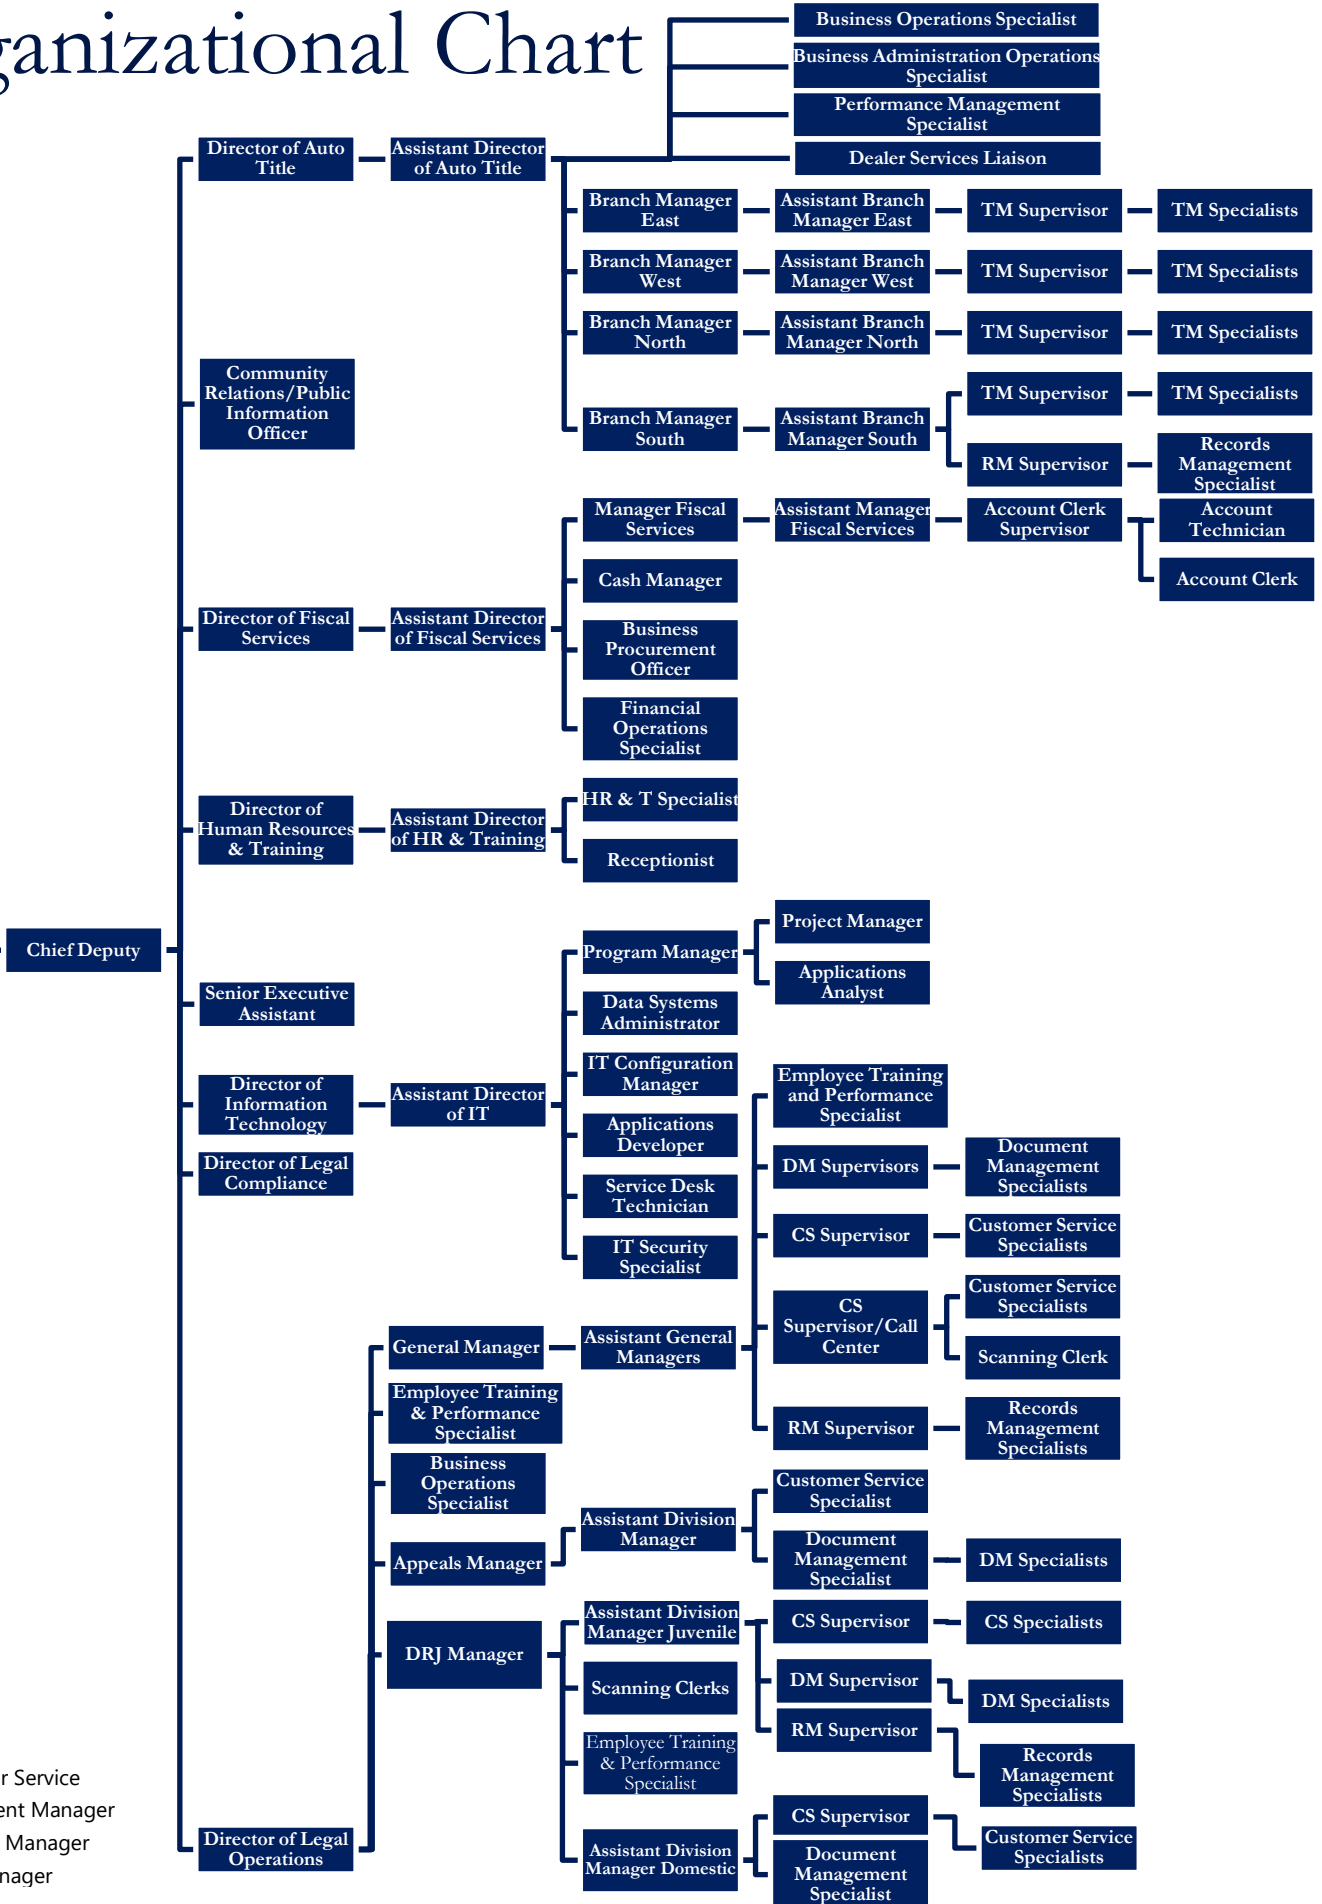 ganizational Chart
Business Operations Specialist
Business Administration Operations
Specialist
Performance Management
Specialist
Dealer Services Liaison
Director of Auto
Title
Assistant Director
of Auto Title
Branch Manager
East
Assistant Branch
Manager East
TM Supervisor
TM Specialists
Branch Manager
West
Assistant Branch
Manager West
TM Supervisor
TM Specialists
Branch Manager
North
Assistant Branch
Manager North
TM Supervisor
TM Specialists
Branch Manager
South
Assistant Branch
Manager South
TM Supervisor
TM Specialists
RM Supervisor
Records
Management
Specialist
Community
Relations/Public
Information
Officer
Director of Fiscal
Services
Assistant Director
of Fiscal Services
Manager Fiscal
Services
Assistant Manager
Fiscal Services
Account Clerk
Supervisor
Account
Technician
Account Clerk
Cash Manager
Business
Procurement
Officer
Financial
Operations
Specialist
Director of
Human Resources
& Training
Assistant Director
of HR & Training
HR & T Specialist
Receptionist
Chief Deputy
Senior Executive
Assistant
Director of
Information
Technology
Assistant Director
of IT
Program Manager
Project Manager
Applications
Analyst
Data Systems
Administrator
IT Configuration
Manager
Applications
Developer
Service Desk
Technician
IT Security
Specialist
Director of Legal
Compliance
Director of Legal
Operations
General Manager
Assistant General
Managers
Employee Training
and Performance
Specialist
DM Supervisors
Document
Management
Specialists
CS Supervisor
Customer Service
Specialists
CS
Supervisor/Call
Center
Customer Service
Specialists
Scanning Clerk
RM Supervisor
Records
Management
Specialists
Employee Training
& Performance
Specialist
Business
Operations
Specialist
Appeals Manager
Assistant Division
Manager
Customer Service
Specialist
Document
Management
Specialist
DM Specialists
DRJ Manager
Assistant Division
Manager Juvenile
CS Supervisor
CS Specialists
DM Supervisor
DM Specialists
RM Supervisor
Records
Management
Specialists
Scanning Clerks
Employee Training
& Performance
Specialist
Assistant Division
Manager Domestic
CS Supervisor
Customer Service
Specialists
Document
Management
Specialist
r Service
ent Manager
Manager
nager